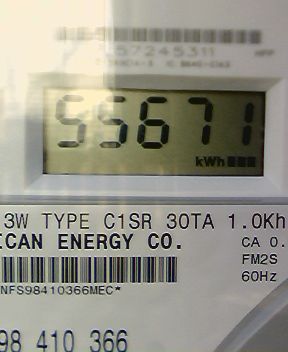 57245311
55671
kWh
3W TYPE C1SR 30TA 1.0Kh
ICAN ENERGY CO.
CA 0.
FM2S
60Hz
NFS98410366MEC*
98 410 366